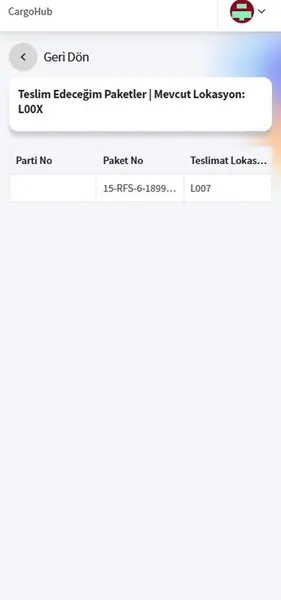 CargoHub
Geri Dön
Teslim Edeceğim Paketler | Mevcut Lokasyon:
L00X
Parti No Paket No Teslimat Lokas...
15-RFS-6-1899... L007